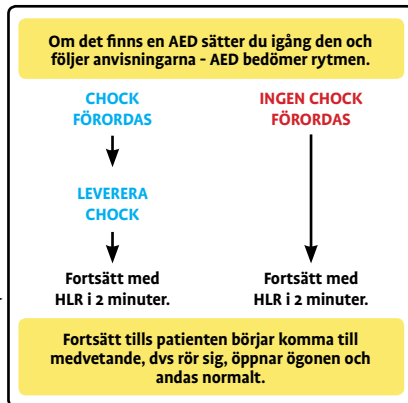 Om det finns en AED sätter du igång den och
följer anvisningarna - AED bedömer rytmen.
CHOCK
FÖRORDAS
LEVERERA
CHOCK
Fortsätt med
HLR i 2 minuter.
INGEN CHOCK
FÖRORDAS
Fortsätt med
HLR i 2 minuter.
Fortsätt tills patienten börjar komma till
medvetande, dvs rör sig, öppnar ögonen och
andas normalt.